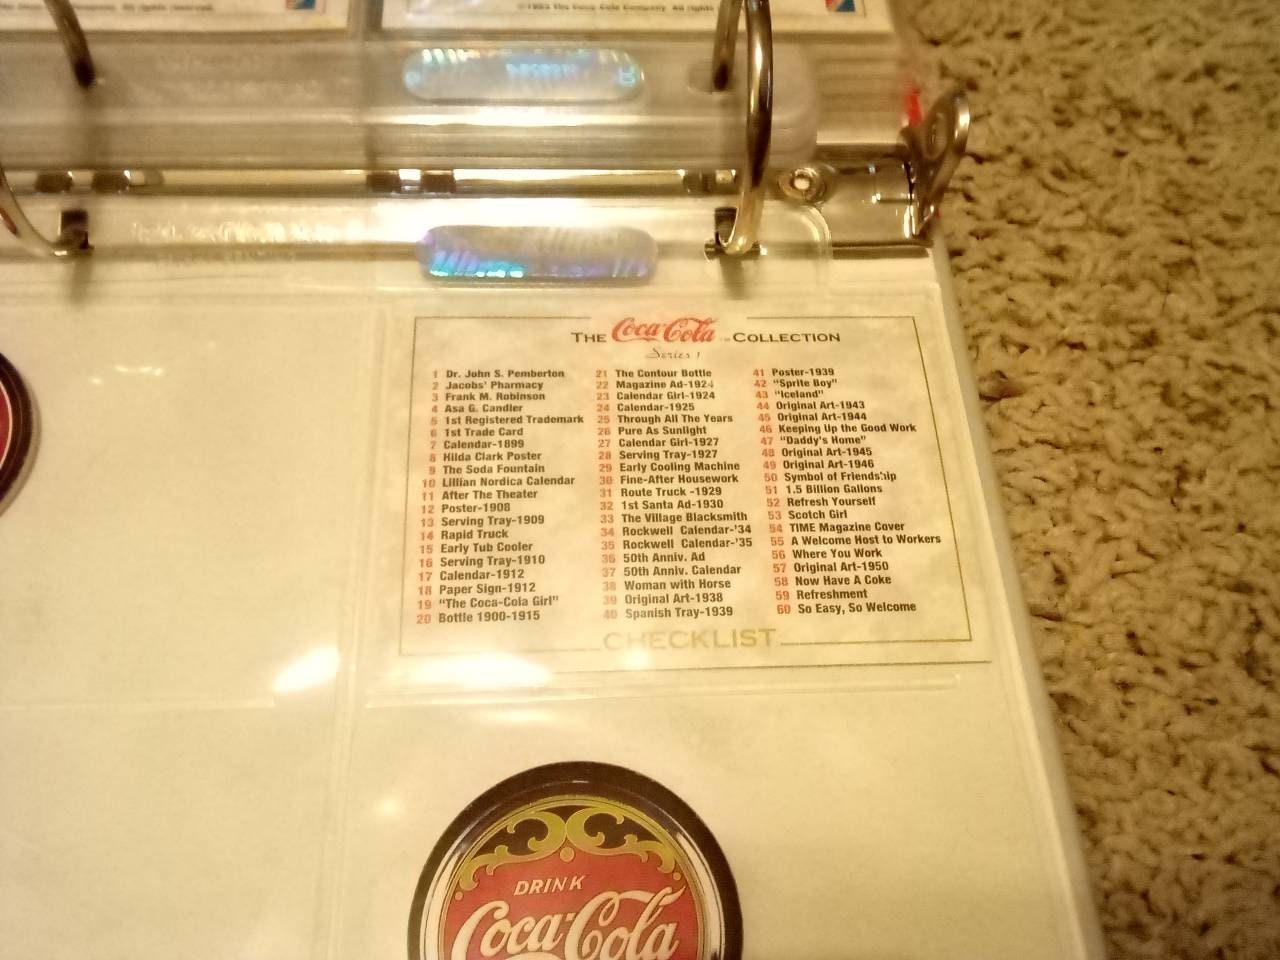 ©1993 The Coca-Cola Company. All rights
THE Coca-Cola COLLECTION
Series 1
1 Dr. John S. Pemberton
2 Jacobs' Pharmacy
3 Frank M. Robinson
4 Asa G. Candler
5 1st Registered Trademark
6 1st Trade Card
7 Calendar-1899
8 Hilda Clark Poster
9 The Soda Fountain
10 Lillian Nordica Calendar
11 After The Theater
12 Poster-1908
13 Serving Tray-1909
14 Rapid Truck
15 Early Tub Cooler
16 Serving Tray-1910
17 Calendar-1912
18 Paper Sign-1912
19 "The Coca-Cola Girl"
20 Bottle 1900-1915
21 The Contour Bottle
22 Magazine Ad-1924
23 Calendar Girl-1924
24 Calendar-1925
25 Through All The Years
26 Pure As Sunlight
27 Calendar Girl-1927
28 Serving Tray-1927
29 Early Cooling Machine
30 Fine-After Housework
31 Route Truck -1929
32 1st Santa Ad-1930
33 The Village Blacksmith
34 Rockwell Calendar-'34
35 Rockwell Calendar-'35
36 50th Anniv. Ad
37 50th Anniv. Calendar
38 Woman with Horse
39 Original Art-1938
40 Spanish Tray-1939
41 Poster-1939
42 "Sprite Boy"
43 "Iceland"
44 Original Art-1943
45 Original Art-1944
46 Keeping Up the Good Work
47 "Daddy's Home"
48 Original Art-1945
49 Original Art-1946
50 Symbol of Friendship
51 1.5 Billion Gallons
52 Refresh Yourself
53 Scotch Girl
54 TIME Magazine Cover
55 A Welcome Host to Workers
56 Where You Work
57 Original Art-1950
58 Now Have A Coke
59 Refreshment
60 So Easy, So Welcome
CHECKLIST
DRINK
Coca-Cola